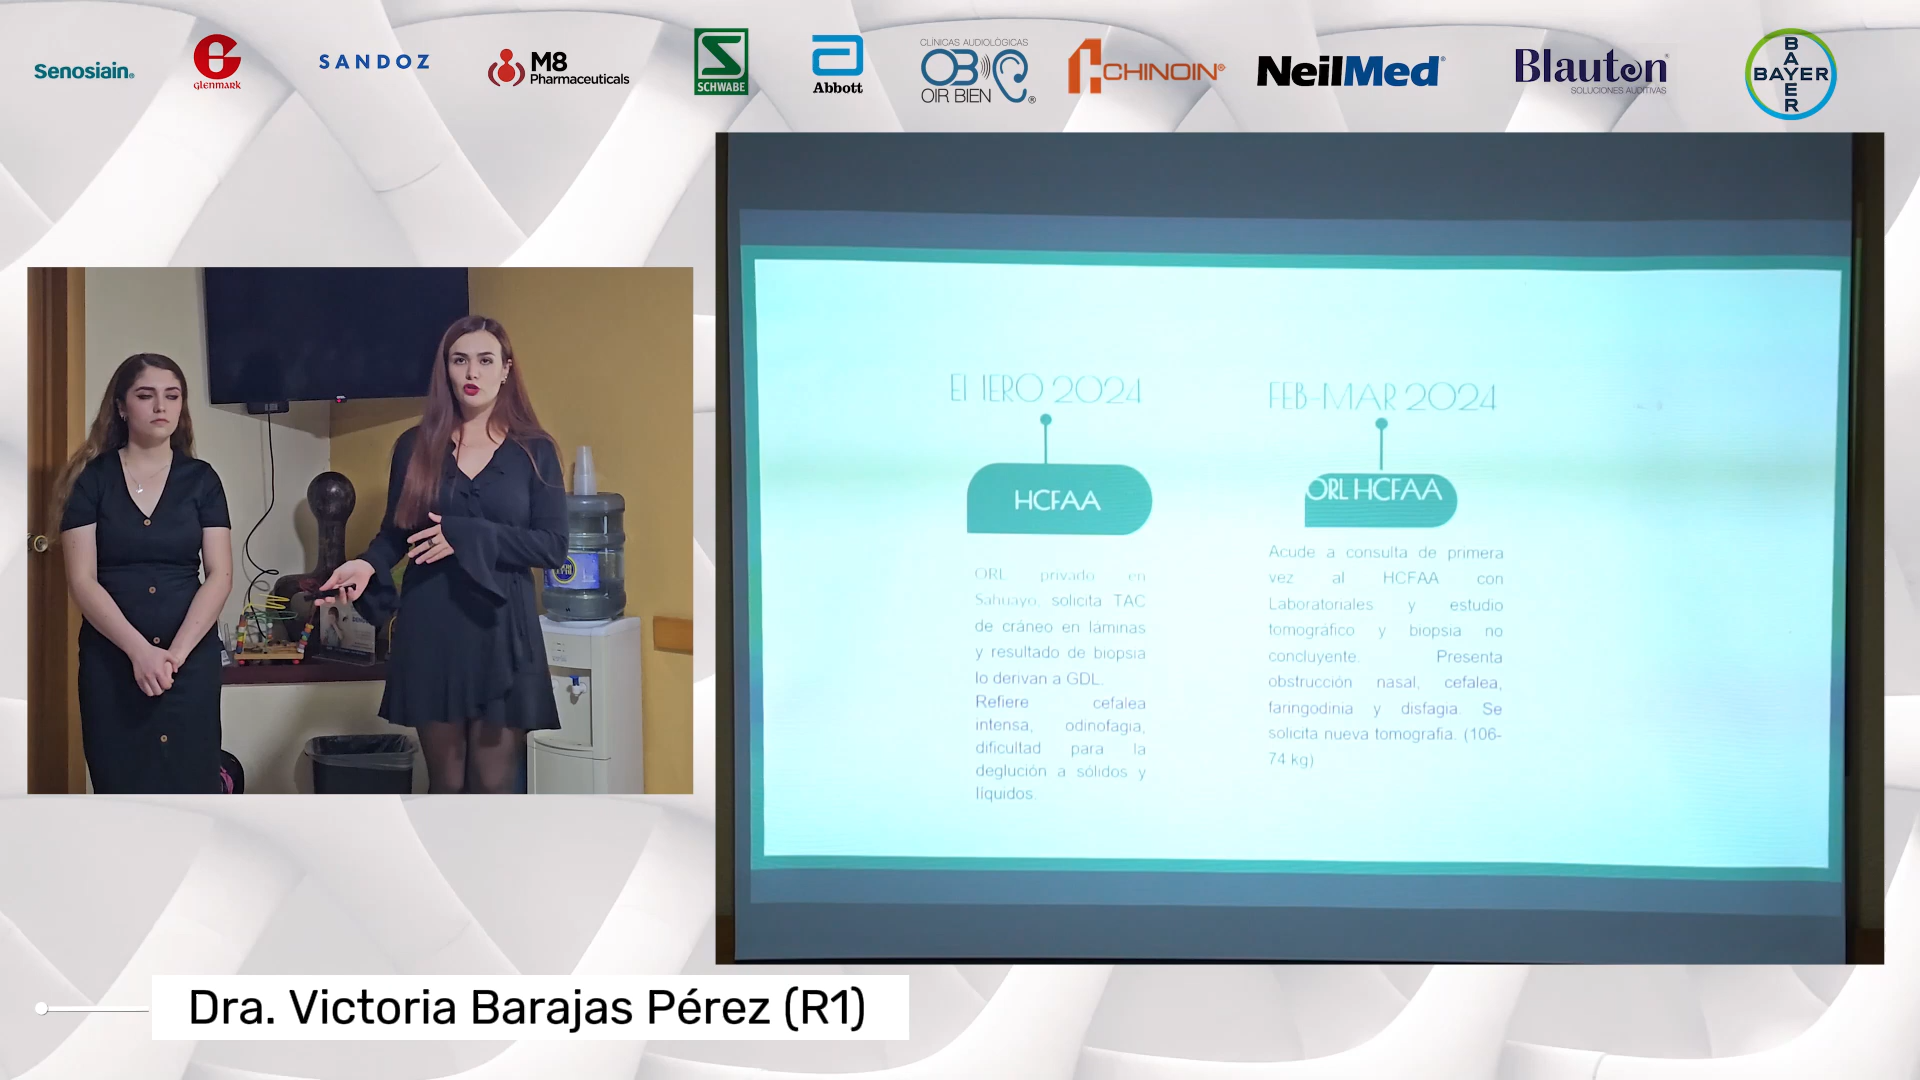 Senosiain
Glenmark
SANDOZ
M8
Pharmaceuticals
SCHWABE
Abbott
CLÍNICAS AUDIOLÓGICAS
OB
OIR BIEN
CHINOIN
NeilMed
Blauton
SOLUCIONES AUDITIVAS
BAYER
BAYER
2024
HCFAA
ORL privado en
Sahuayo, solicita TAC
de cráneo en láminas
y resultado de biopsia
lo derivan a GDL.
Refiere cefalea
intensa, odinofagia,
dificultad para la
deglución a sólidos y
líquidos.
FEB-MAR 2024
ORL HCFAA
Acude a consulta de primera
vez al HCFAA con
Laboratoriales y estudio
tomográfico y biopsia no
concluyente. Presenta
obstrucción nasal, cefalea,
faringodinia y disfagia. Se
solicita nueva tomografía. (106-
74 kg)
Dra. Victoria Barajas Pérez (R1)